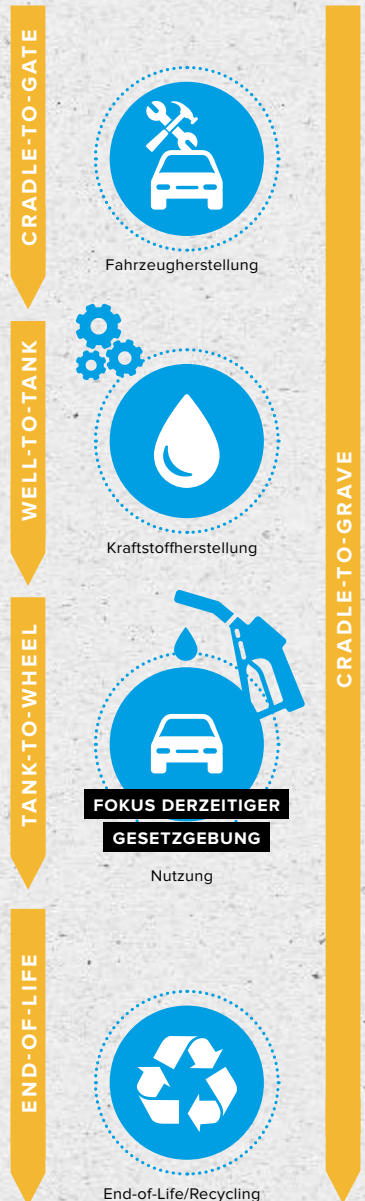 CRADLE-TO-GATE
Fahrzeugherstellung
WELL-TO-TANK
Kraftstoffherstellung
TANK-TO-WHEEL
FOKUS DERZEITIGER
GESETZGEBUNG
Nutzung
END-OF-LIFE
End-of-Life/Recycling
CRADLE-TO-GRAVE